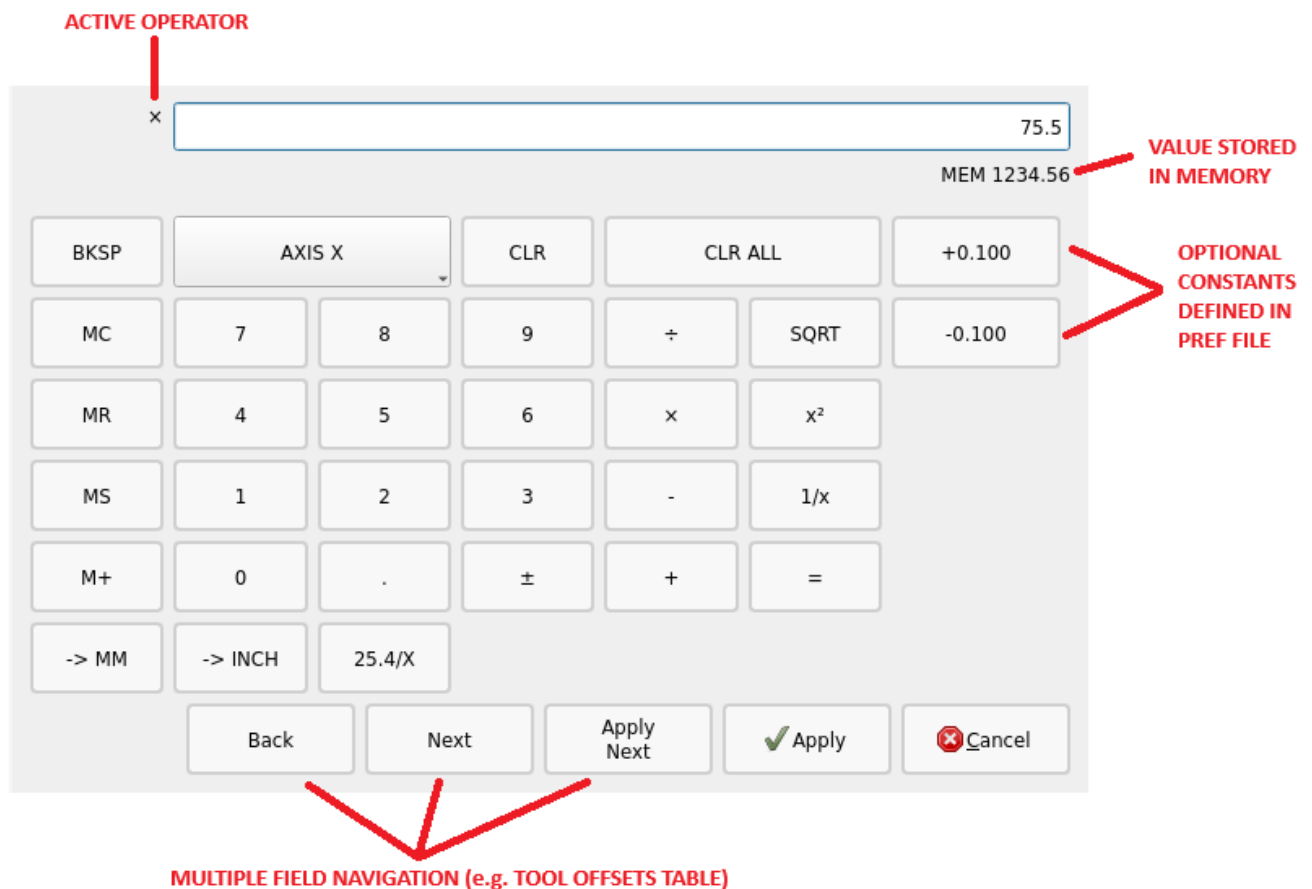 ACTIVE OPERATOR
×
75.5
MEM 1234.56
VALUE STORED
IN MEMORY
BKSP
AXIS X
CLR
CLR ALL
+0.100
OPTIONAL
CONSTANTS
DEFINED IN
PREF FILE
MC
7
8
9
÷
SQRT
-0.100
MR
4
5
6
×
x²
MS
1
2
3
-
1/x
M+
0
.
±
+
=
-> MM
-> INCH
25.4/X
Back
Next
Apply
Next
Apply
Cancel
MULTIPLE FIELD NAVIGATION (e.g. TOOL OFFSETS TABLE)